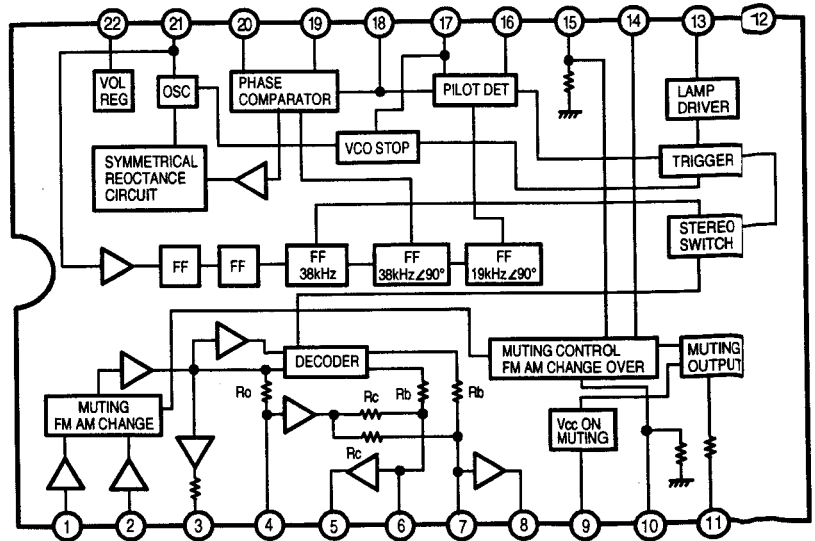 22 21 20 19 18 17 16 15 14 13 12
VOL
REG
OSC
PHASE
COMPARATOR
PILOT DET
LAMP
DRIVER
VCO STOP
TRIGGER
SYMMETRICAL
REOCTANCE
CIRCUIT
STEREO
SWITCH
FF
FF
FF
38kHz
FF
38kHz∠90°
FF
19kHz∠90°
DECODER
MUTING CONTROL
FM AM CHANGE OVER
MUTING
OUTPUT
Ro
Rc
Rb
Rb
MUTING
FM AM CHANGE
Vcc ON
MUTING
Rc
1 2 3 4 5 6 7 8 9 10 11